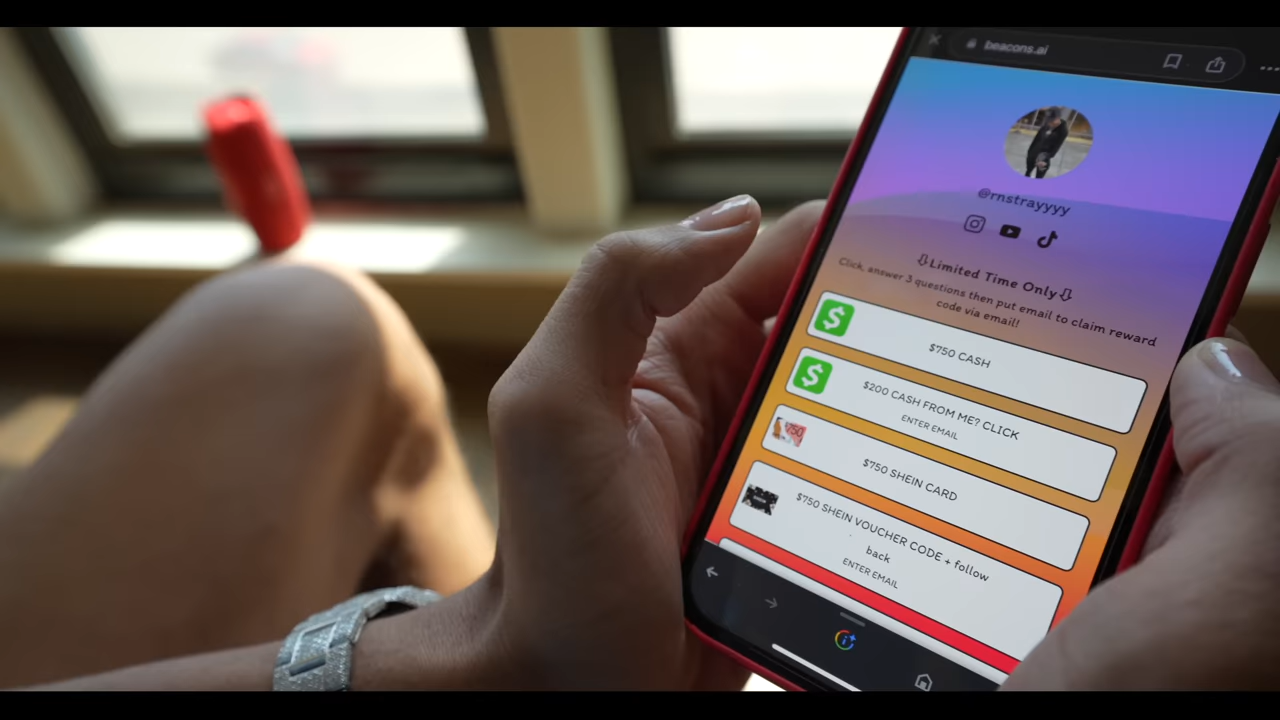 beacons.ai
@rnstrayyyy
⇩Limited Time Only⇩
Click, answer 3 questions then put email to claim reward
code via email!
$750 CASH
$200 CASH FROM ME? CLICK
ENTER EMAIL
$750 SHEIN CARD
$750 SHEIN VOUCHER CODE + follow
back
ENTER EMAIL